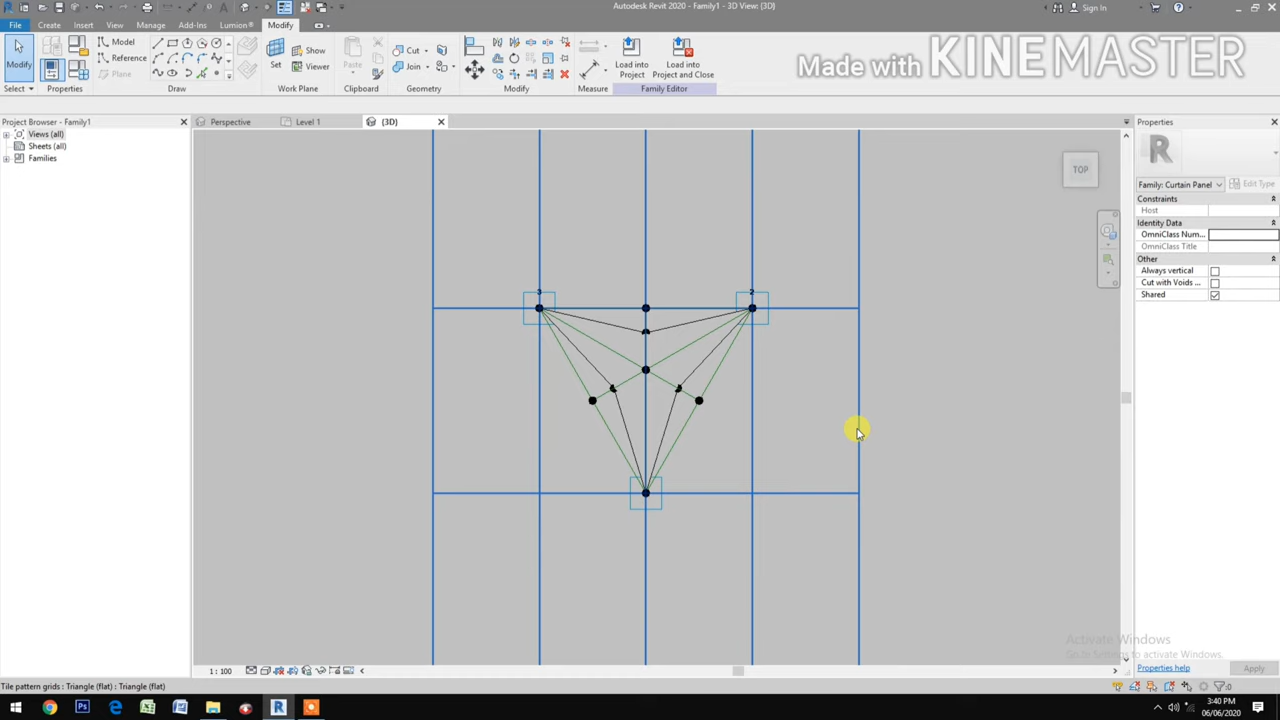 Autodesk Revit 2020 - Family1 - 3D View: {3D}
Sign In
File Create Insert View Manage Add-Ins Lumion® Modify
Modify
Model
Reference
Plane
Set
Show
Viewer
Paste
Cut
Join
Load into
Project
Load into
Project and Close
Made with KINEMASTER
Select Properties Draw Work Plane Clipboard Geometry Modify Measure Family Editor
Project Browser - Family1
Perspective
Level 1
{3D}
Properties
Views (all)
Sheets (all)
Families
TOP
Family: Curtain Panel
Edit Type
Constraints
Host
Identity Data
OmniClass Num...
OmniClass Title
Other
Always vertical
Cut with Voids ...
Shared
3
2
Activate Windows
Go to Settings to activate Windows.
1 : 100
Properties help
Apply
Tile pattern grids : Triangle (flat) : Triangle (flat)
:0
3:40 PM
06/06/2020